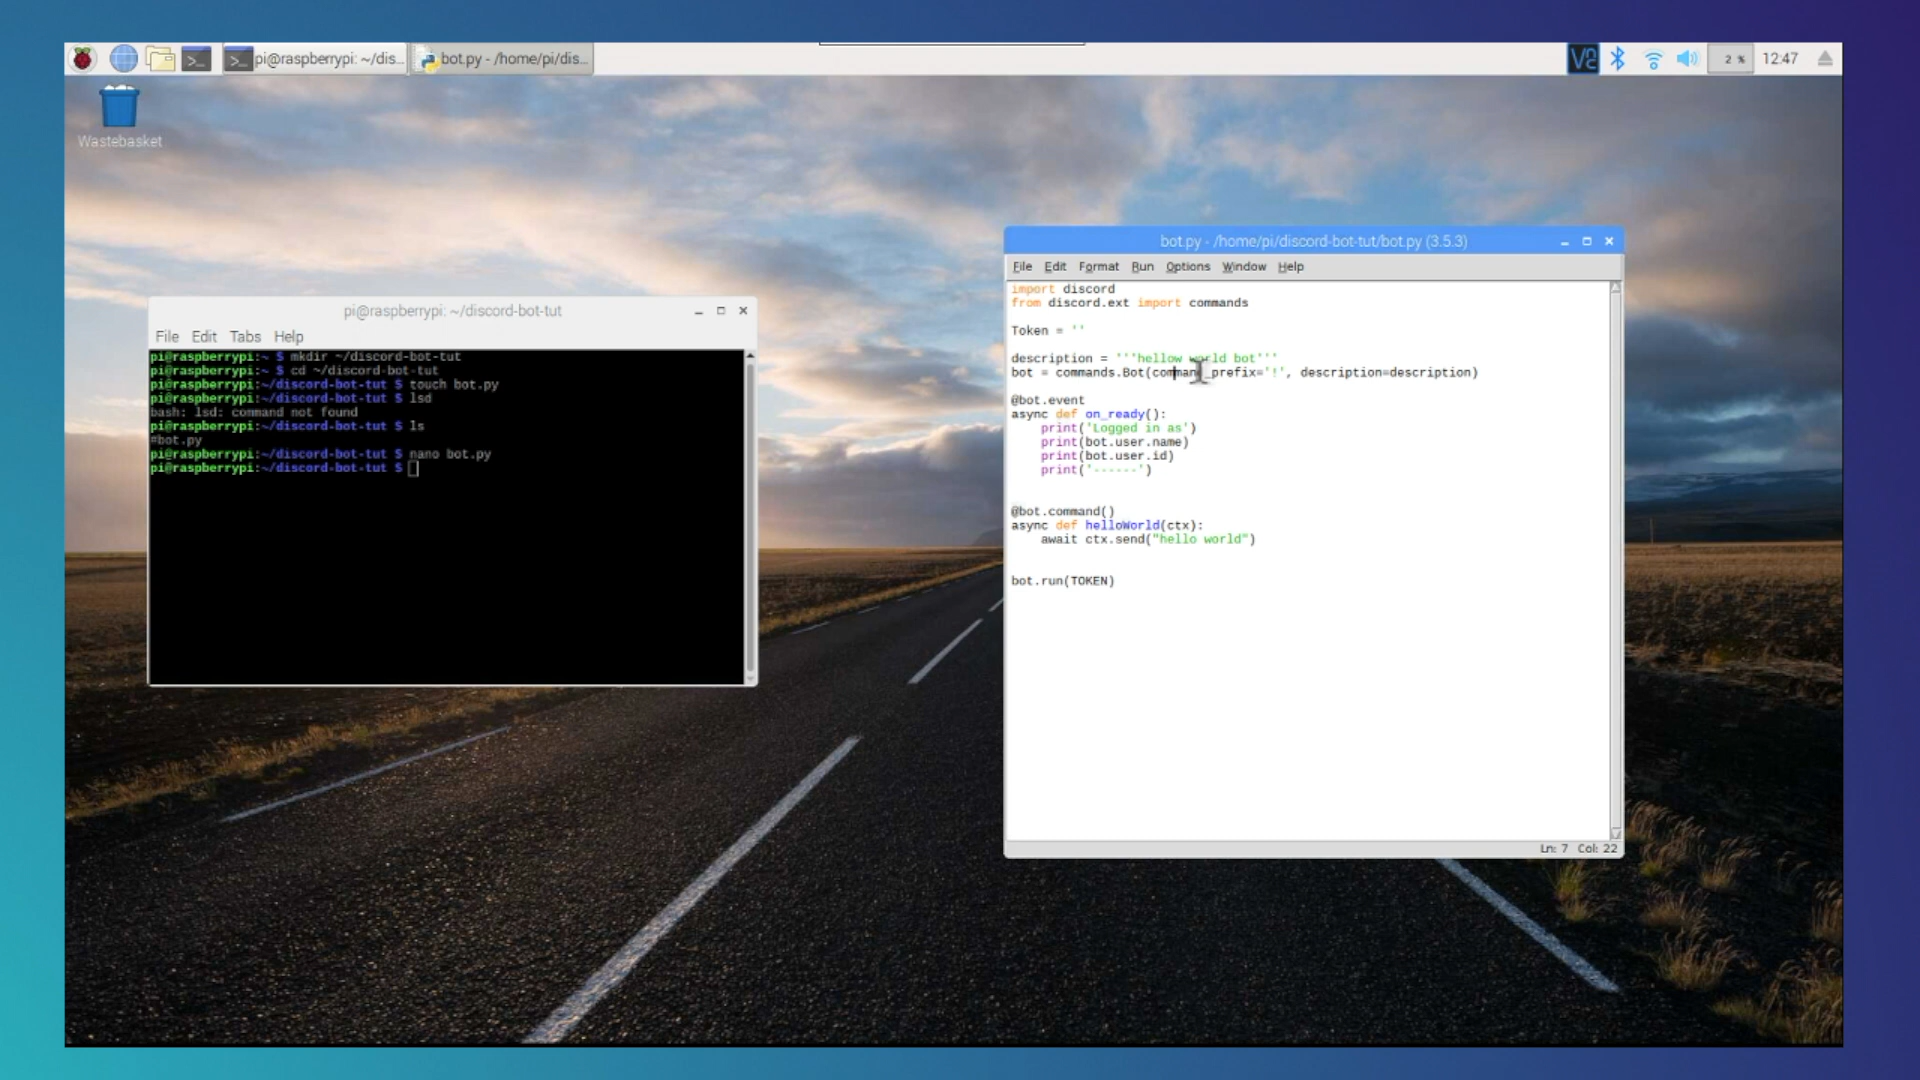 pi@raspberrypi: ~/dis...
bot.py - /home/pi/dis...
2 %
12:47
Wastebasket
pi@raspberrypi: ~/discord-bot-tut
File Edit Tabs Help
pi@raspberrypi:~ $ mkdir ~/discord-bot-tut
pi@raspberrypi:~ $ cd ~/discord-bot-tut
pi@raspberrypi:~/discord-bot-tut $ touch bot.py
pi@raspberrypi:~/discord-bot-tut $ lsd
bash: lsd: command not found
pi@raspberrypi:~/discord-bot-tut $ ls
#bot.py
pi@raspberrypi:~/discord-bot-tut $ nano bot.py
pi@raspberrypi:~/discord-bot-tut $
bot.py - /home/pi/discord-bot-tut/bot.py (3.5.3)
File Edit Format Run Options Window Help
import discord
from discord.ext import commands
Token = ''
description = '''hellow world bot'''
bot = commands.Bot(command_prefix='!', description=description)
@bot.event
async def on_ready():
    print('Logged in as')
    print(bot.user.name)
    print(bot.user.id)
    print('------')
@bot.command()
async def helloWorld(ctx):
    await ctx.send("hello world")
bot.run(TOKEN)
Ln: 7 Col: 22